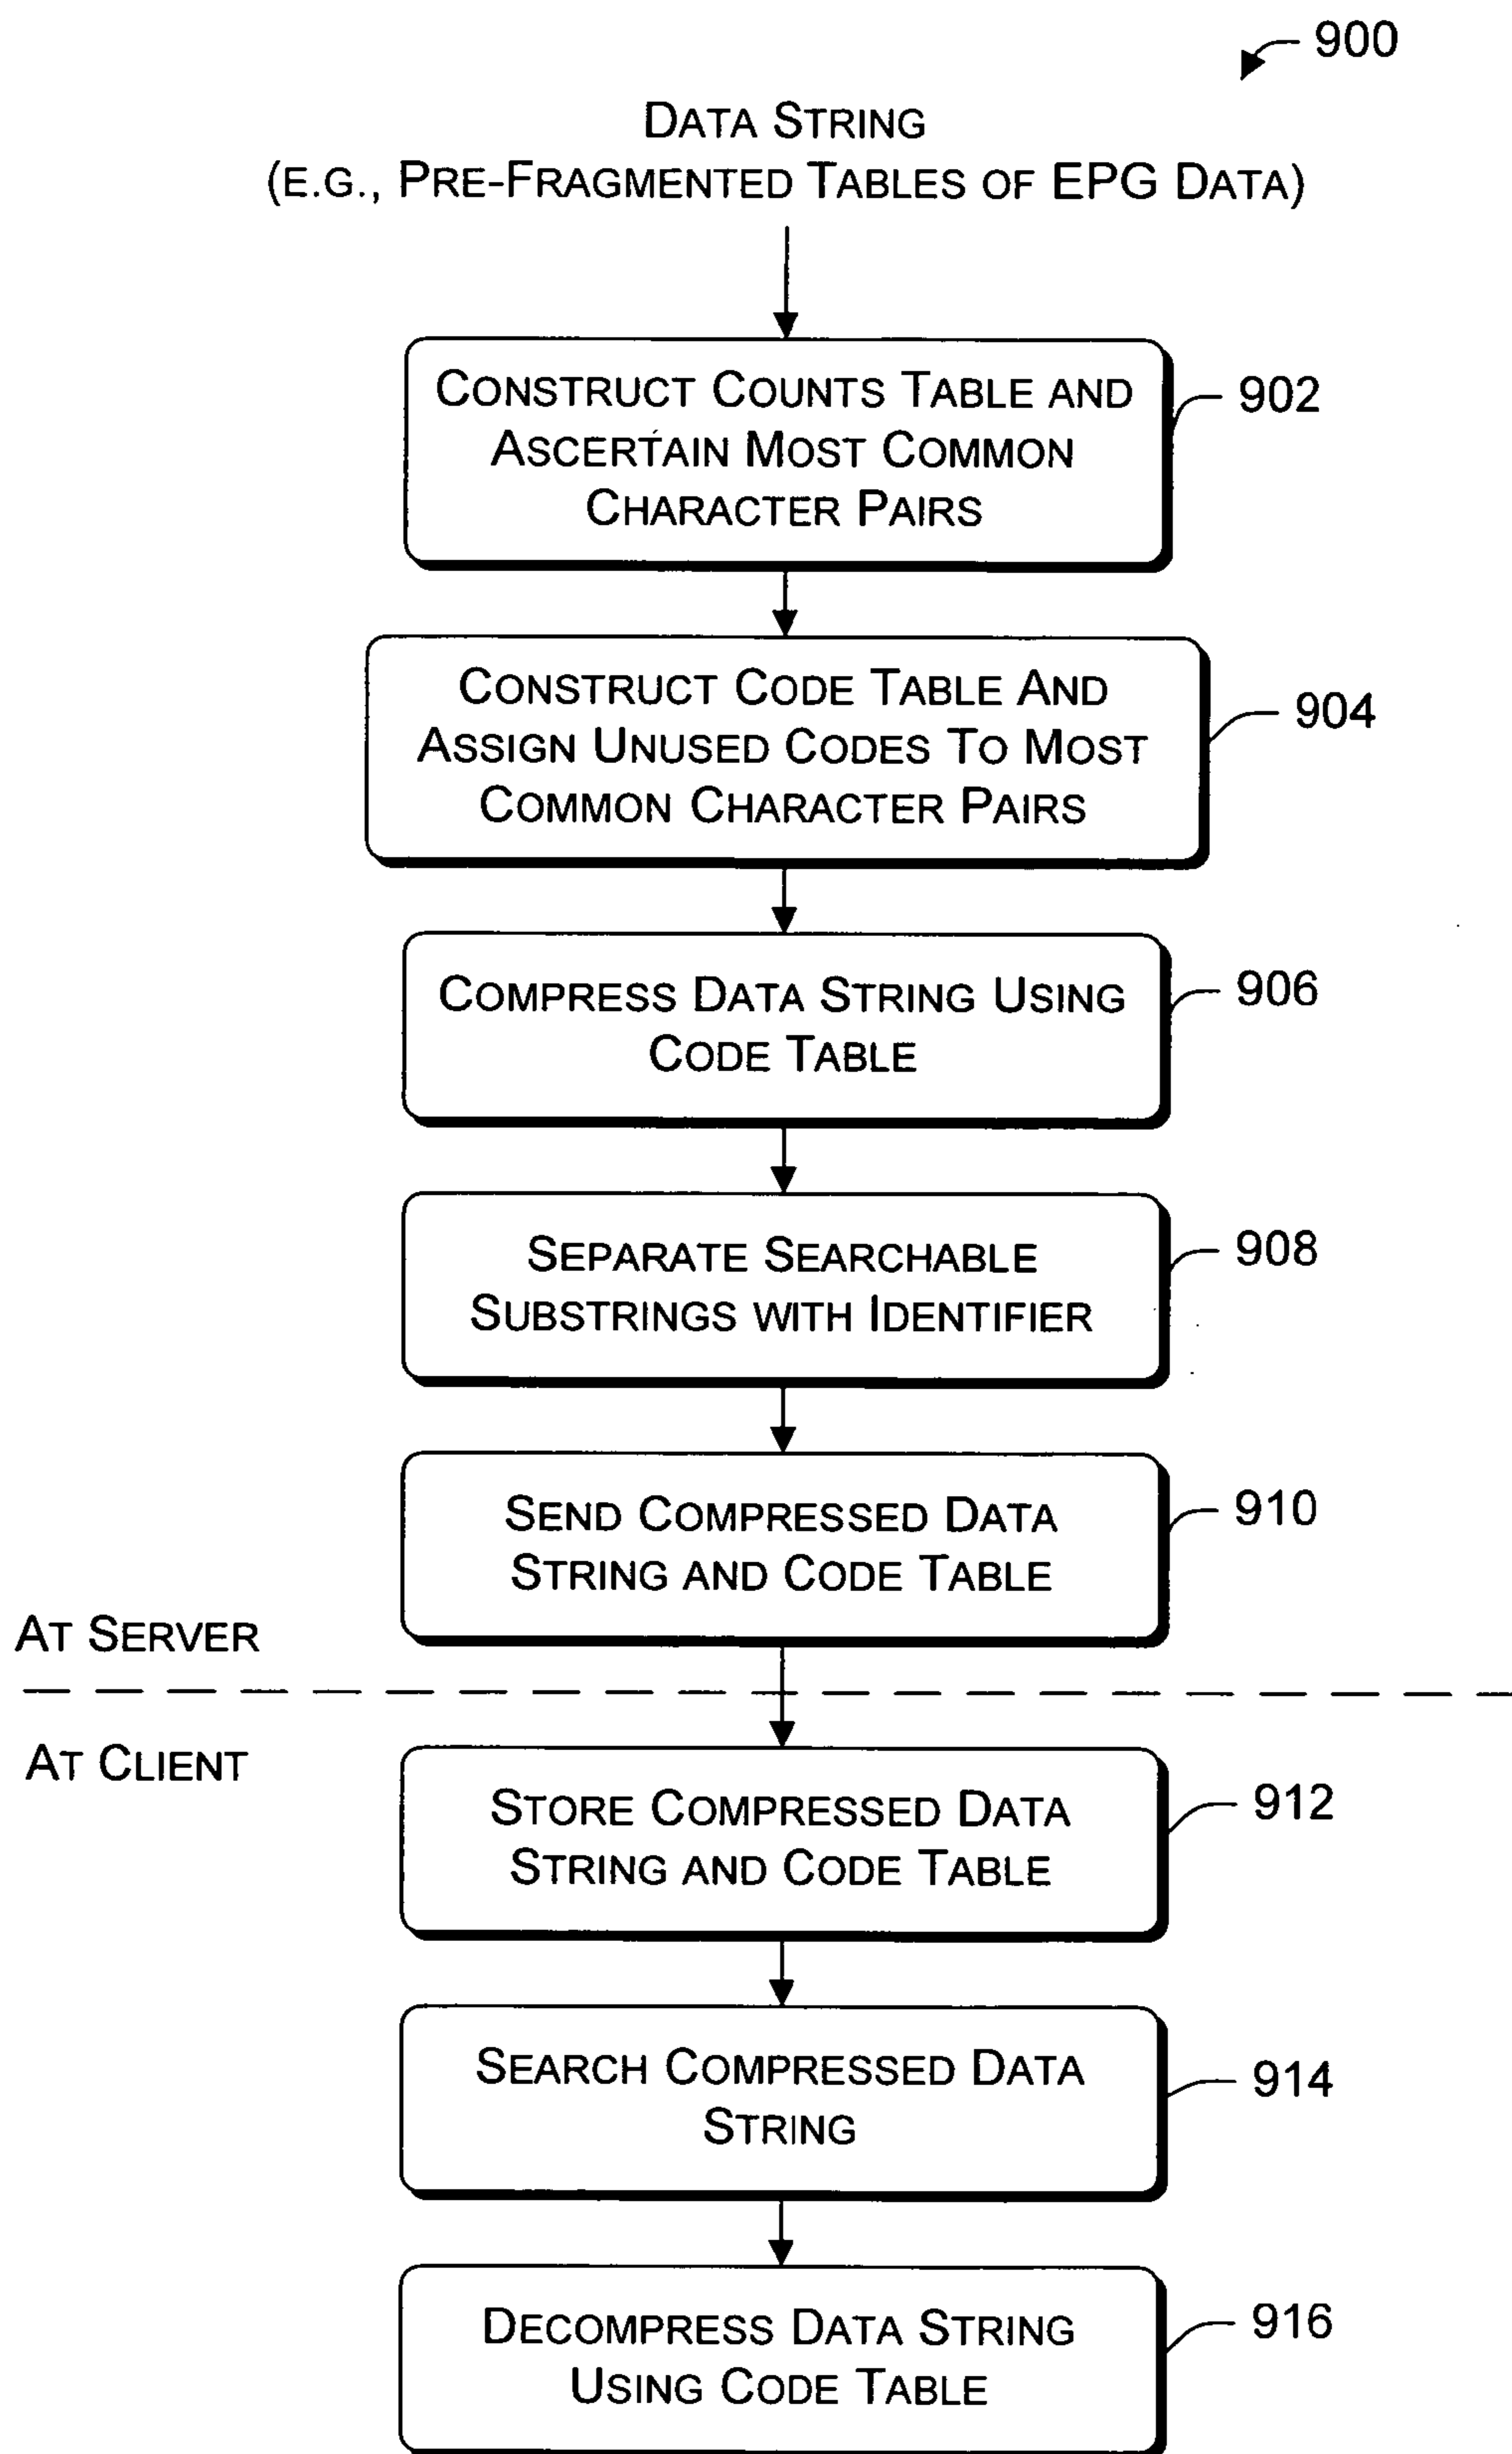 900
DATA STRING
(E.G., PRE-FRAGMENTED TABLES OF EPG DATA)
CONSTRUCT COUNTS TABLE AND
ASCERTAIN MOST COMMON
CHARACTER PAIRS
902
CONSTRUCT CODE TABLE AND
ASSIGN UNUSED CODES TO MOST
COMMON CHARACTER PAIRS
904
COMPRESS DATA STRING USING
CODE TABLE
906
SEPARATE SEARCHABLE
SUBSTRINGS WITH IDENTIFIER
908
SEND COMPRESSED DATA
STRING AND CODE TABLE
910
AT SERVER
AT CLIENT
STORE COMPRESSED DATA
STRING AND CODE TABLE
912
SEARCH COMPRESSED DATA
STRING
914
DECOMPRESS DATA STRING
USING CODE TABLE
916